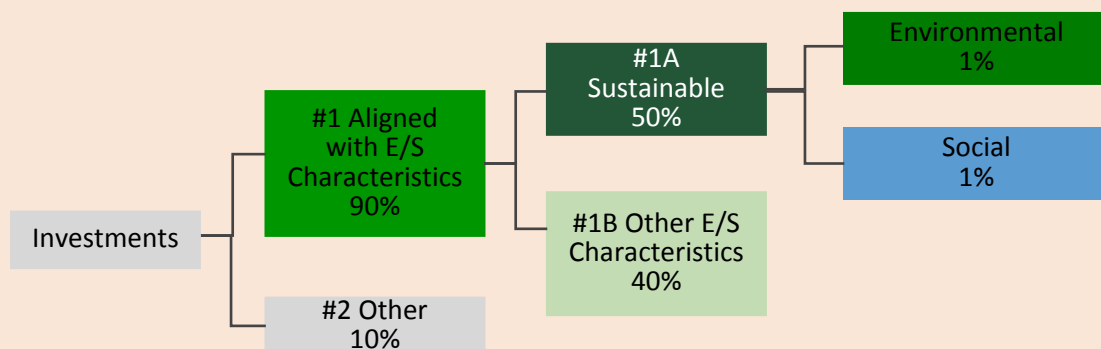 Investments
#1 Aligned
with E/S
Characteristics
90%
#2 Other
10%
#1A
Sustainable
50%
#1B Other E/S
Characteristics
40%
Environmental
1%
Social
1%